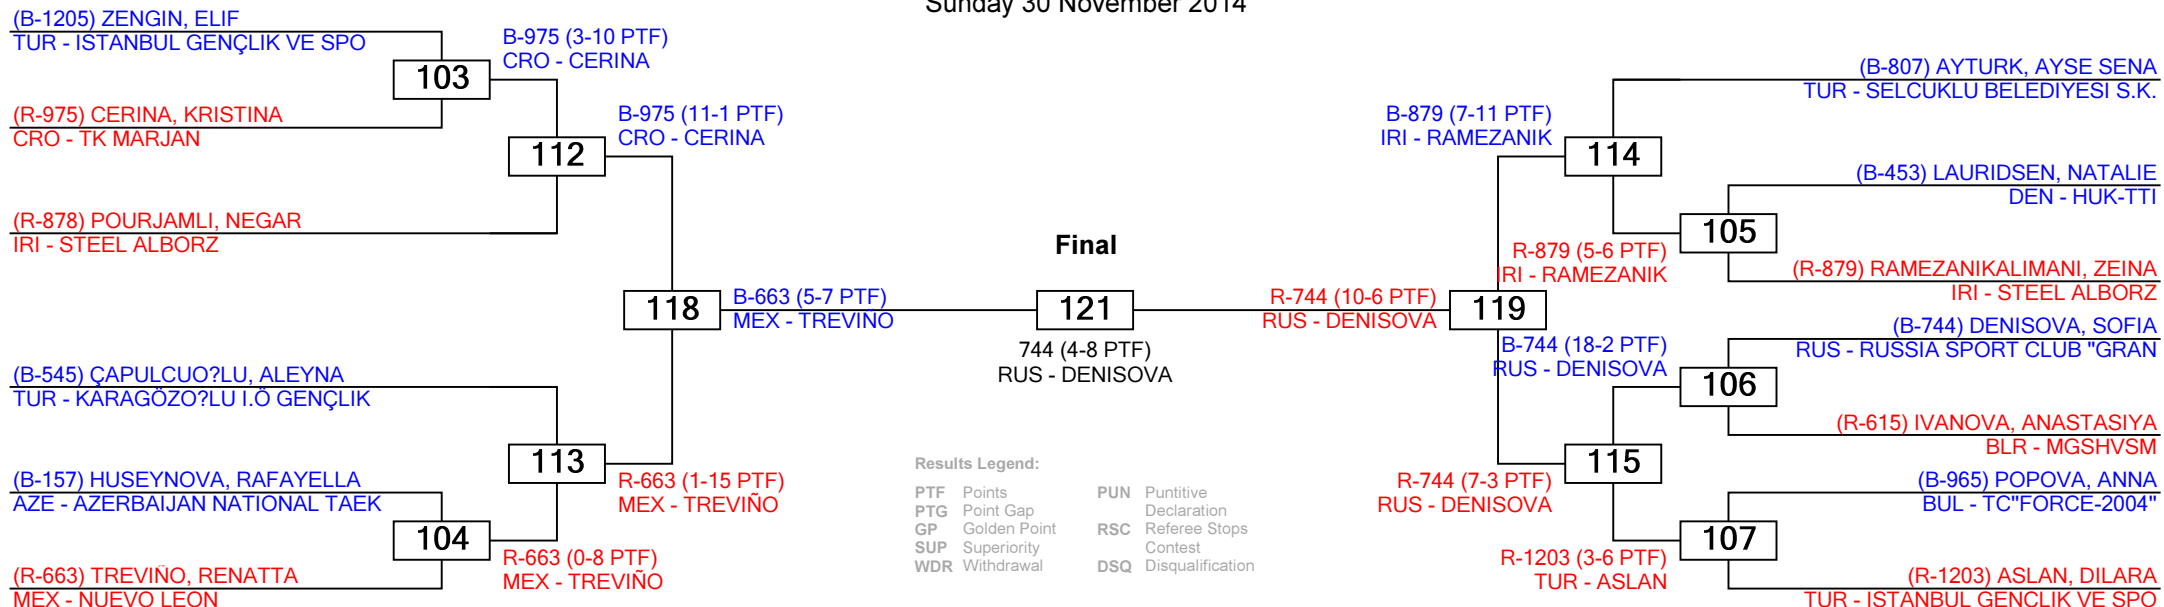 Sunday 30 November 2014
(B-1205) ZENGIN, ELIF
TUR - ISTANBUL GENÇLIK VE SPO
103
(R-975) CERINA, KRISTINA
CRO - TK MARJAN
B-975 (3-10 PTF)
CRO - CERINA
112
(R-878) POURJAMLI, NEGAR
IRI - STEEL ALBORZ
B-975 (11-1 PTF)
CRO - CERINA
118
(B-545) ÇAPULCUO?LU, ALEYNA
TUR - KARAGÖZO?LU I.Ö GENÇLIK
113
(B-157) HUSEYNOVA, RAFAYELLA
AZE - AZERBAIJAN NATIONAL TAEK
104
(R-663) TREVIÑO, RENATTA
MEX - NUEVO LEON
R-663 (0-8 PTF)
MEX - TREVIÑO
R-663 (1-15 PTF)
MEX - TREVIÑO
B-663 (5-7 PTF)
MEX - TREVIÑO
Final
121
744 (4-8 PTF)
RUS - DENISOVA
R-744 (10-6 PTF)
RUS - DENISOVA
119
B-879 (7-11 PTF)
IRI - RAMEZANIK
114
(B-807) AYTURK, AYSE SENA
TUR - SELCUKLU BELEDIYESI S.K.
(B-453) LAURIDSEN, NATALIE
DEN - HUK-TTI
105
R-879 (5-6 PTF)
IRI - RAMEZANIK
(R-879) RAMEZANIKALIMANI, ZEINA
IRI - STEEL ALBORZ
(B-744) DENISOVA, SOFIA
RUS - RUSSIA SPORT CLUB "GRAN
B-744 (18-2 PTF)
RUS - DENISOVA
106
(R-615) IVANOVA, ANASTASIYA
BLR - MGSHVSM
115
R-744 (7-3 PTF)
RUS - DENISOVA
(B-965) POPOVA, ANNA
BUL - TC"FORCE-2004"
107
R-1203 (3-6 PTF)
TUR - ASLAN
(R-1203) ASLAN, DILARA
TUR - ISTANBUL GENCLIK VE SPO
Results Legend:
PTF Points
PTG Point Gap
GP Golden Point
SUP Superiority
WDR Withdrawal
PUN Puntitive
Declaration
RSC Referee Stops
Contest
DSQ Disqualification